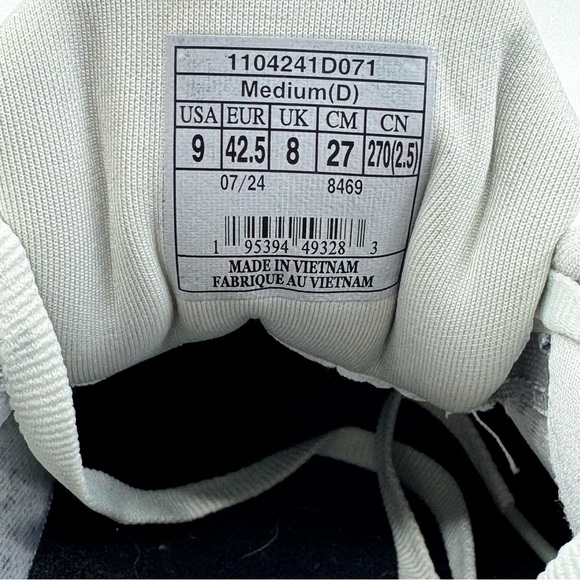 1104241D071
Medium(D)
USA EUR UK CM CN
9 42.5 8 27 270(2.5)
07/24 8469
1 95394 49328 3
MADE IN VIETNAM
FABRIQUE AU VIETNAM